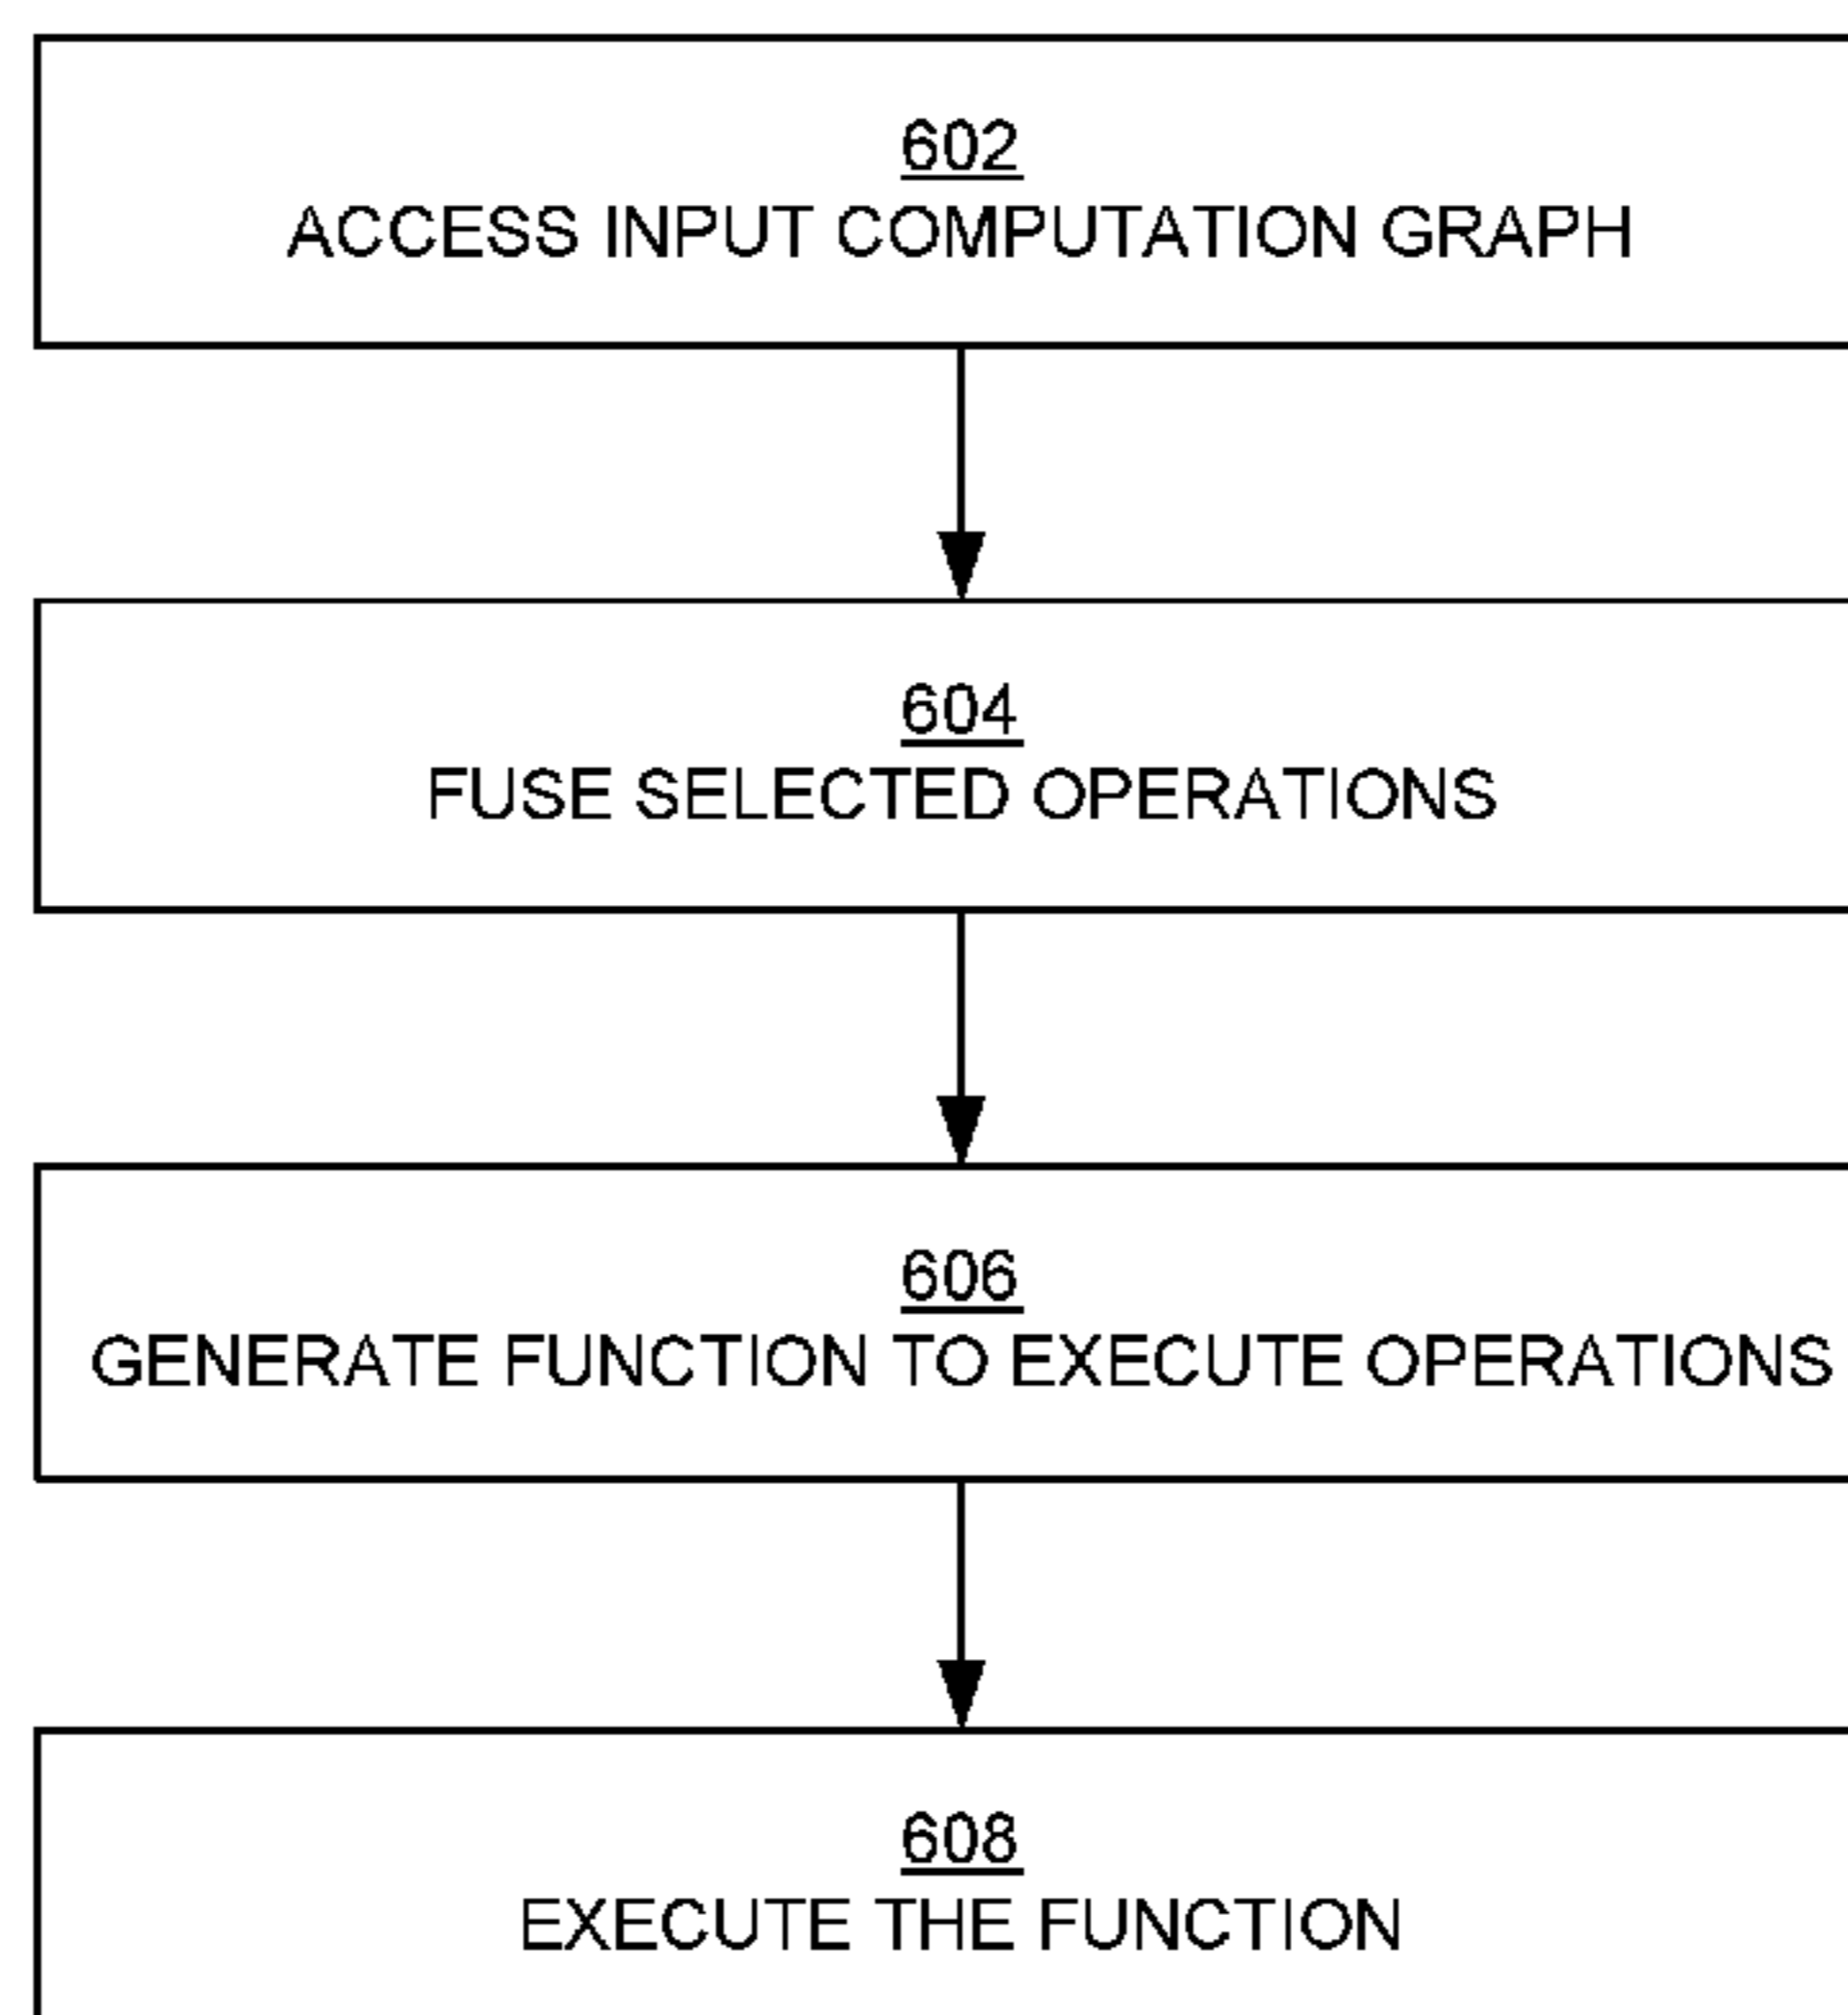 602
ACCESS INPUT COMPUTATION GRAPH
604
FUSE SELECTED OPERATIONS
606
GENERATE FUNCTION TO EXECUTE OPERATIONS
608
EXECUTE THE FUNCTION